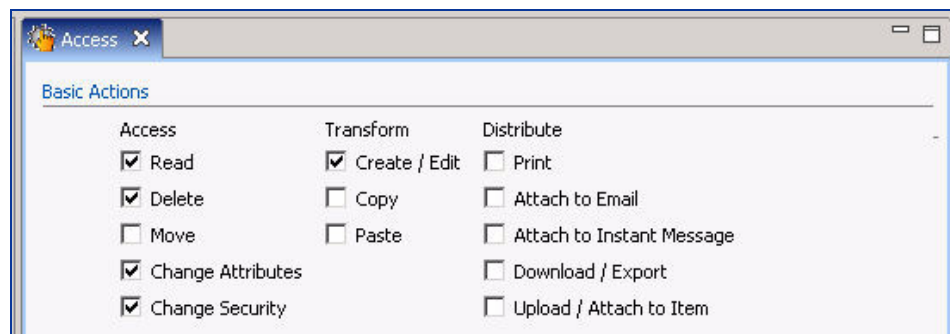 Access
Basic Actions
Access Transform Distribute
Read Create / Edit Print
Delete Copy Attach to Email
Move Paste Attach to Instant Message
Change Attributes Download / Export
Change Security Upload / Attach to Item